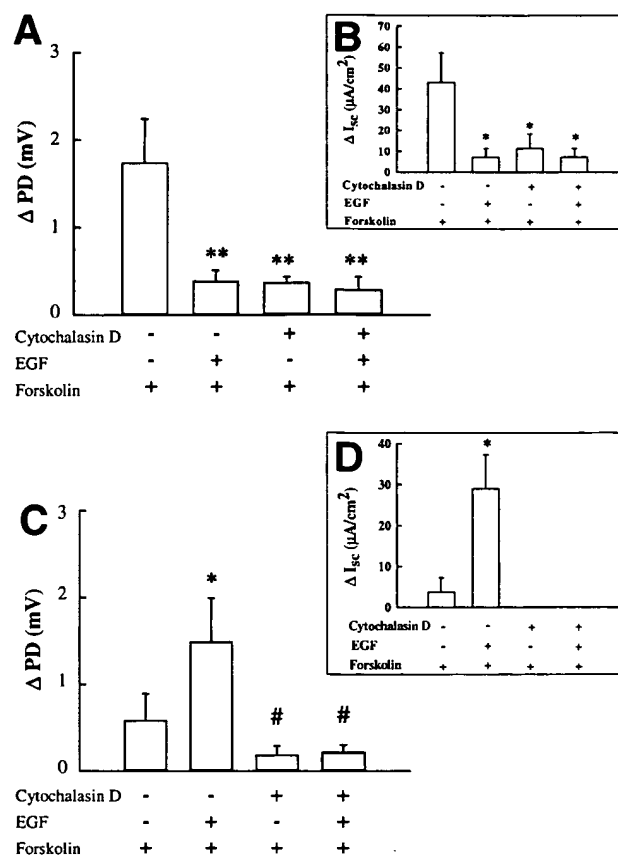 A
Δ PD (mV)
3
2
1
0
** ** **
Cytochalasin D - - + +
EGF - + - +
Forskolin + + + +
B
Δ Isc (µA/cm²)
70
60
50
40
30
20
10
0
* * *
Cytochalasin D - - + +
EGF - + - +
Forskolin + + + +
C
Δ PD (mV)
3
2
1
0
* # #
Cytochalasin D - - + +
EGF - + - +
Forskolin + + + +
D
Δ Isc (µA/cm²)
40
30
20
10
0
*
Cytochalasin D - - + +
EGF - + - +
Forskolin + + + +